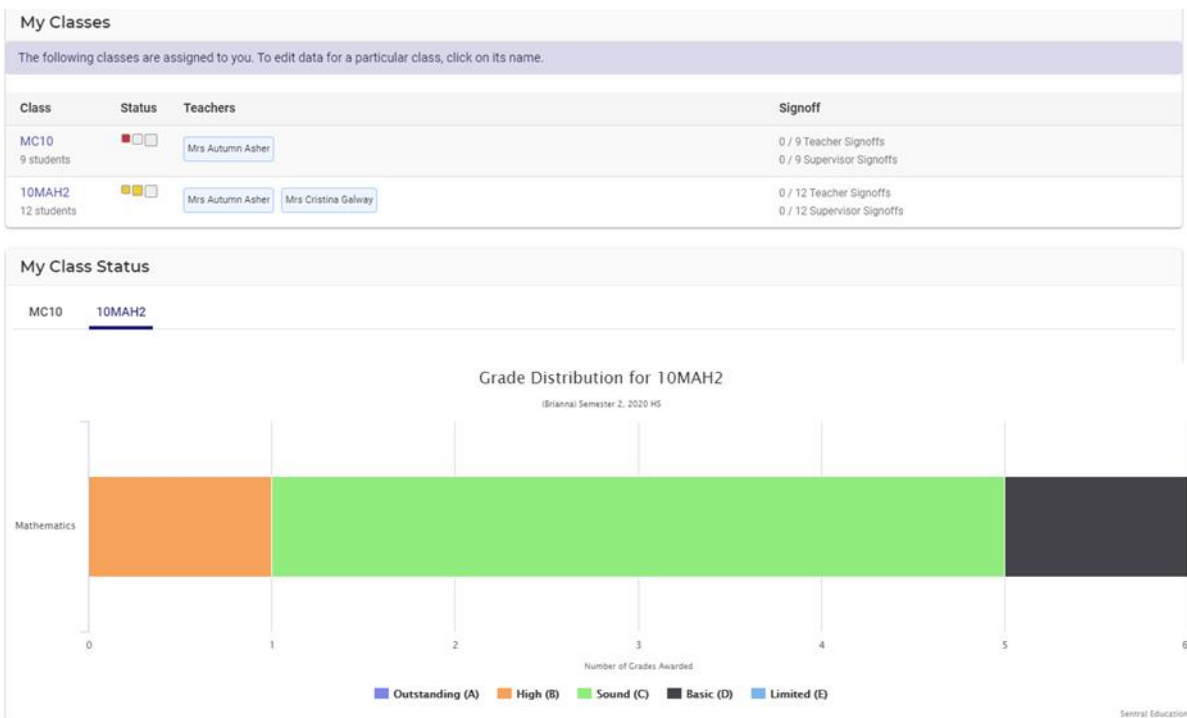 My Classes
The following classes are assigned to you. To edit data for a particular class, click on its name.
Class Status Teachers Signoff
MC10 Mrs Autumn Asher 0 / 9 Teacher Signoffs
9 students 0 / 9 Supervisor Signoffs
10MAH2 Mrs Autumn Asher Mrs Cristina Galway 0 / 12 Teacher Signoffs
12 students 0 / 12 Supervisor Signoffs
My Class Status
MC10 10MAH2
Grade Distribution for 10MAH2
(Brianna) Semester 2, 2020 HS
Mathematics
0 1 2 3 4 5 6
Number of Grades Awarded
Outstanding (A) High (B) Sound (C) Basic (D) Limited (E)
Sentral Education